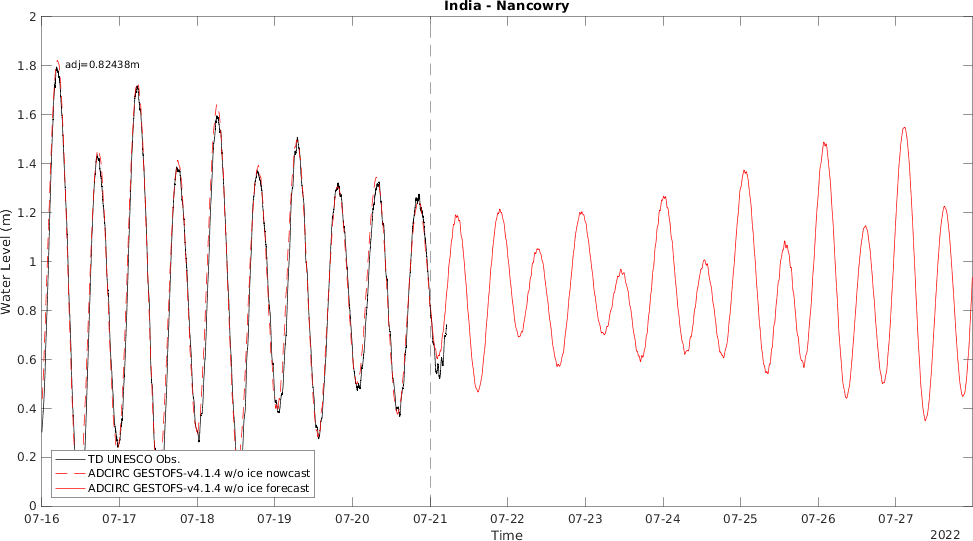 India - Nancowry
adj=0.82438m
Water Level (m)
2
1.8
1.6
1.4
1.2
1
0.8
0.6
0.4
0.2
0
TD UNESCO Obs.
ADCIRC GESTOFS-v4.1.4 w/o ice nowcast
ADCIRC GESTOFS-v4.1.4 w/o ice forecast
07-16 07-17 07-18 07-19 07-20 07-21 07-22 07-23 07-24 07-25 07-26 07-27
Time
2022